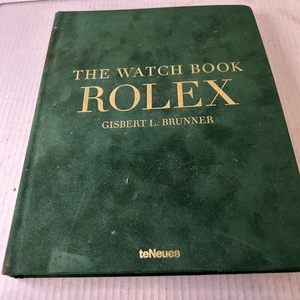 THE WATCH BOOK
ROLEX
GISBERT L. BRUNNER
teNeues